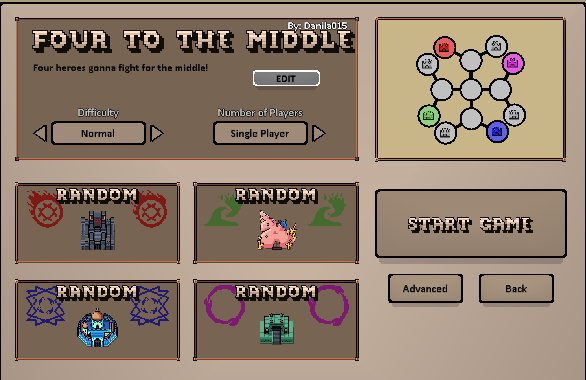 By: Danila015
FOUR TO THE MIDDLE
Four heroes gonna fight for the middle!
EDIT
Difficulty
Number of Players
Normal
Single Player
RANDOM
RANDOM
START GAME
Advanced
Back
RANDOM
RANDOM